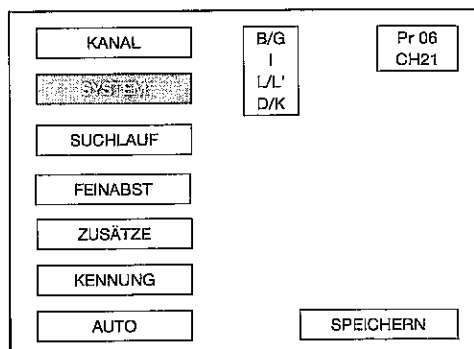 KANAL
SYSTEM
SUCHLAUF
FEINABST
ZUSÄTZE
KENNUNG
AUTO
B/G
I
L/L'
D/K
Pr 06
CH21
SPEICHERN